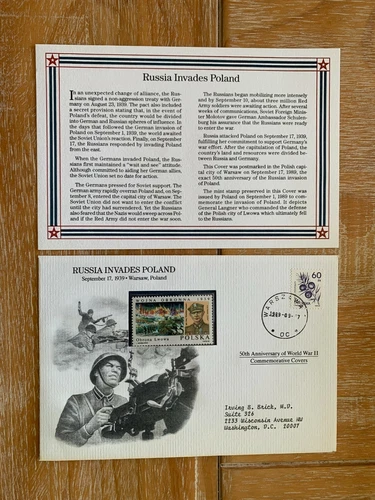 Russia Invades Poland
In an unexpected change of alliance, the Rus-
sians signed a non-aggression treaty with Ger-
many on August 23, 1939. The pact also included
a secret provision stating that, in the event of
Poland's defeat, the country would be divided
into German and Russian spheres of influence. In
the days that followed the German invasion of
Poland on September 1, 1939, the world awaited
the Soviet Union's reaction. Finally, on September
17, the Russians responded by invading Poland
from the east.
When the Germans invaded Poland, the Rus-
sians first maintained a "wait and see" attitude.
Although committed to aiding her German allies,
the Soviet Union set no date for action.
The Germans pressed for Soviet support. The
German army rapidly overran Poland and, on Sep-
tember 8, entered the capital city of Warsaw. The
Soviet Union did not want to enter the conflict
until the city had surrendered. Yet the Russians
also feared that the Nazis would sweep across Pol-
and if the Red Army did not enter the war soon.
The Russians began mobilizing more intensely
and by September 10, about three million Red
Army soldiers were awaiting action. After several
weeks of communications, Soviet Foreign Minis-
ter Molotov gave German Ambassador Schulen-
burg his assurance that the Russians were ready
to enter the war.
Russia attacked Poland on September 17, 1939,
fulfilling her commitment to support Germany's
war effort. After the capitulation of Poland, the
country's land and resources were divided be-
tween Russia and Germany.
This Cover was postmarked in the Polish capi-
tal city of Warsaw on September 17, 1989, the
exact 50th anniversary of the Russian invasion
of Poland.
The mint stamp preserved in this Cover was
issued by Poland on September 1, 1989 to com-
memorate the invasion. It depicts
General Langner who commanded the defense
of the Polish city of Lwowa which ultimately fell
to the Russians.
RUSSIA INVADES POLAND
September 17, 1939 • Warsaw, Poland
Obrona Lwowa
POLSKA
60
WARSZAWA
OC
50th Anniversary of World War II
Commemorative Covers
Irving B. Brick, M.D.
Suite 326
2233 Wisconsin Avenue NW
Washington, D.C. 20007